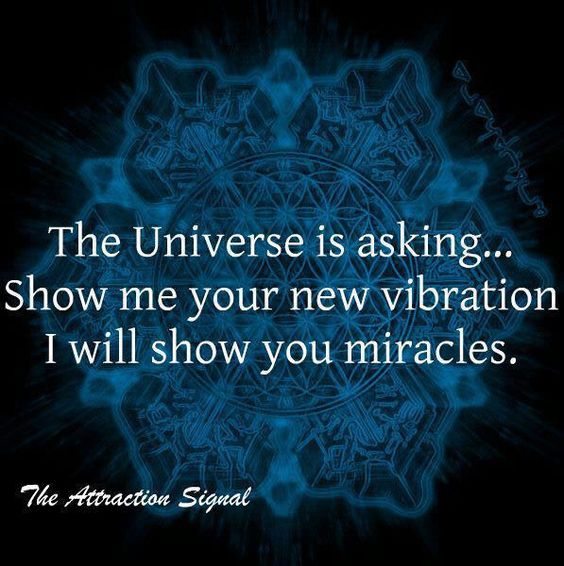 The Universe is asking...
Show me your new vibration
I will show you miracles.
The Attraction Signal